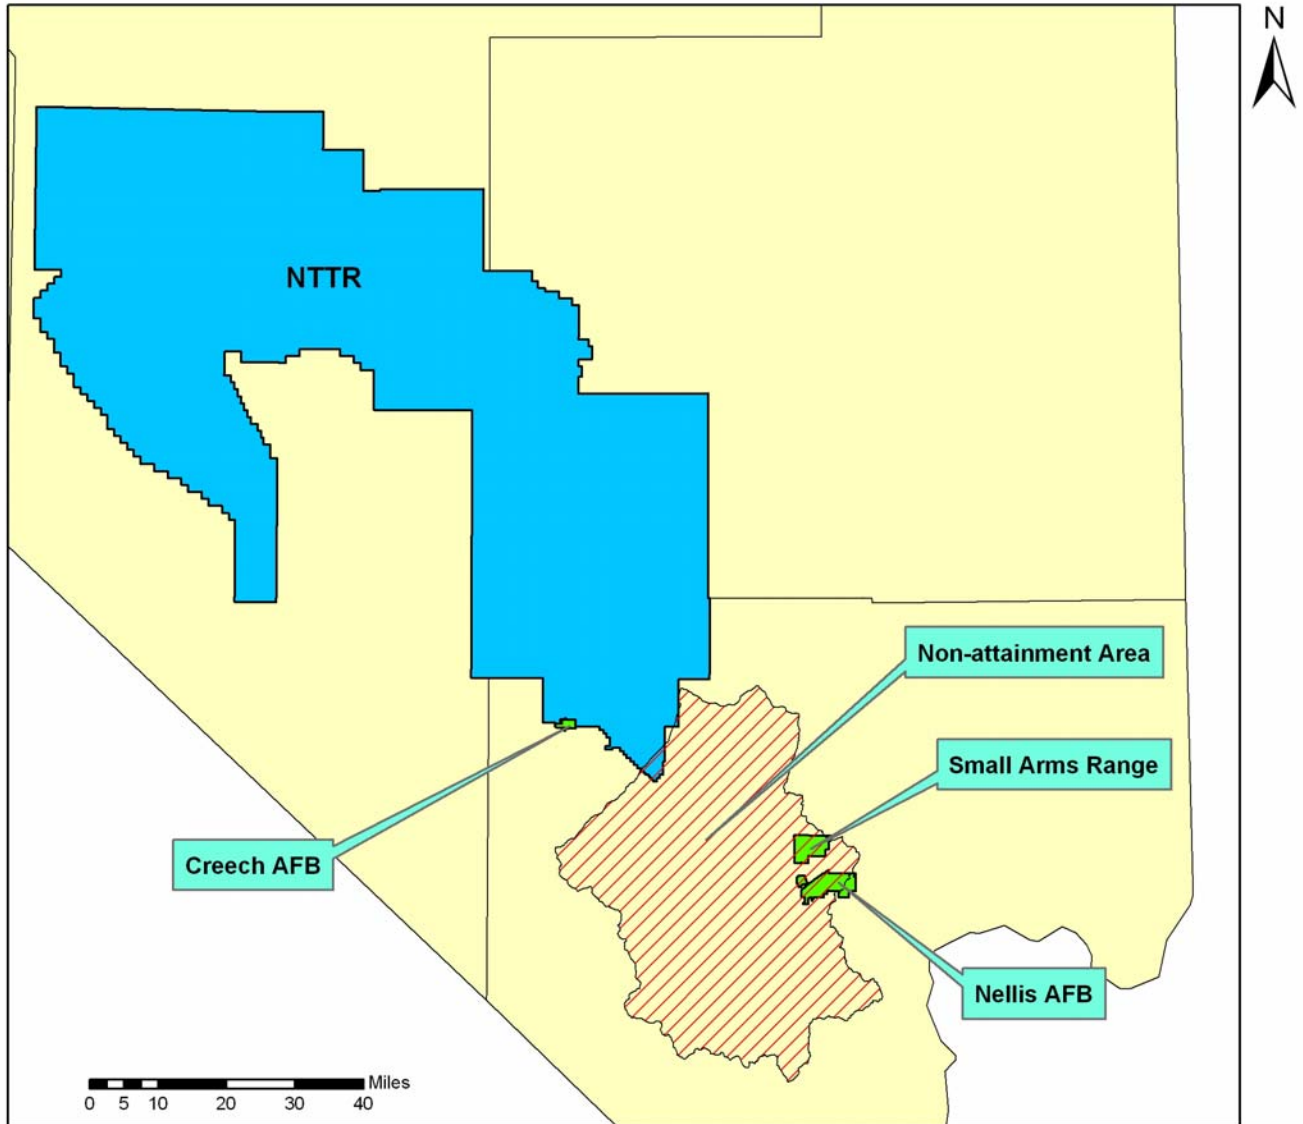 N
NTTR
Non-attainment Area
Small Arms Range
Creech AFB
Nellis AFB
Miles
0 5 10 20 30 40